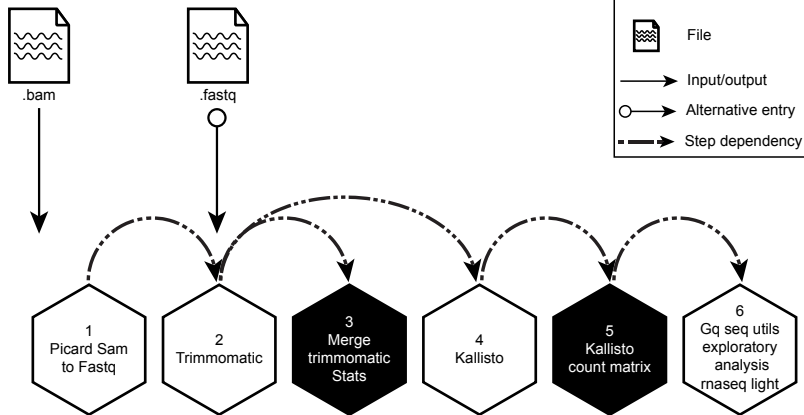 .bam
.fastq
File
Input/output
Alternative entry
Step dependency
1
Picard Sam
to Fastq
2
Trimmomatic
3
Merge
trimmomatic
Stats
4
Kallisto
5
Kallisto
count matrix
6
Gq seq utils
exploratory
analysis
rnaseq light